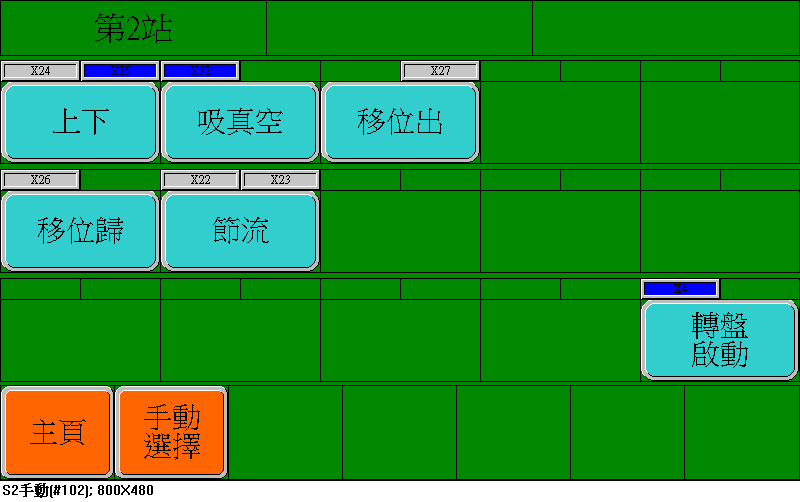 第2站
X24 X25 X32 X27
上下 吸真空 移位出
X26 X22 X23
移位歸 節流
X4
轉盤
啟動
主頁 手動
選擇
S2手動(#102); 800X480